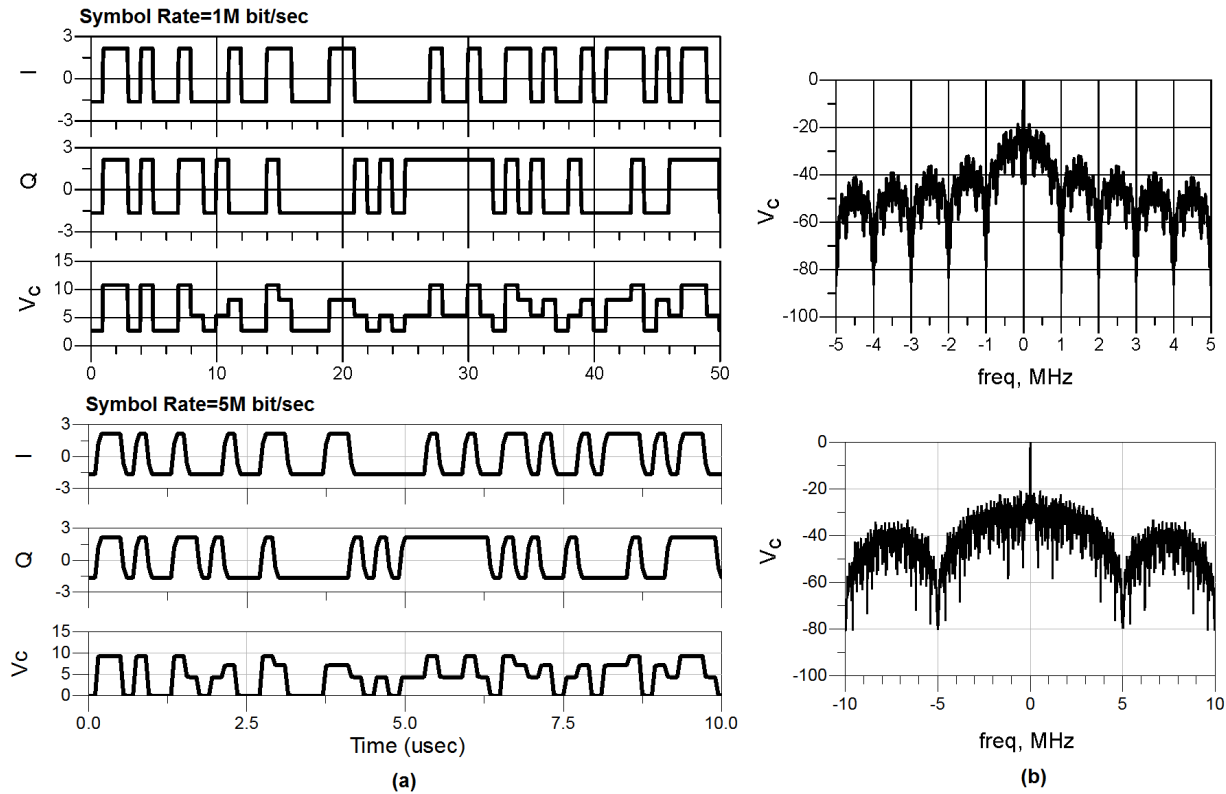 Symbol Rate=1M bit/sec
3
0
-3
I
3
0
-3
Q
15
10
5
0
Vc
0 10 20 30 40 50
Symbol Rate=5M bit/sec
3
0
-3
I
3
0
-3
Q
15
10
5
0
Vc
0.0 2.5 5.0 7.5 10.0
Time (usec)
(a)
0
-20
-40
-60
-80
-100
Vc
-5 -4 -3 -2 -1 0 1 2 3 4 5
freq, MHz
0
-20
-40
-60
-80
-100
Vc
-10 -5 0 5 10
freq, MHz
(b)